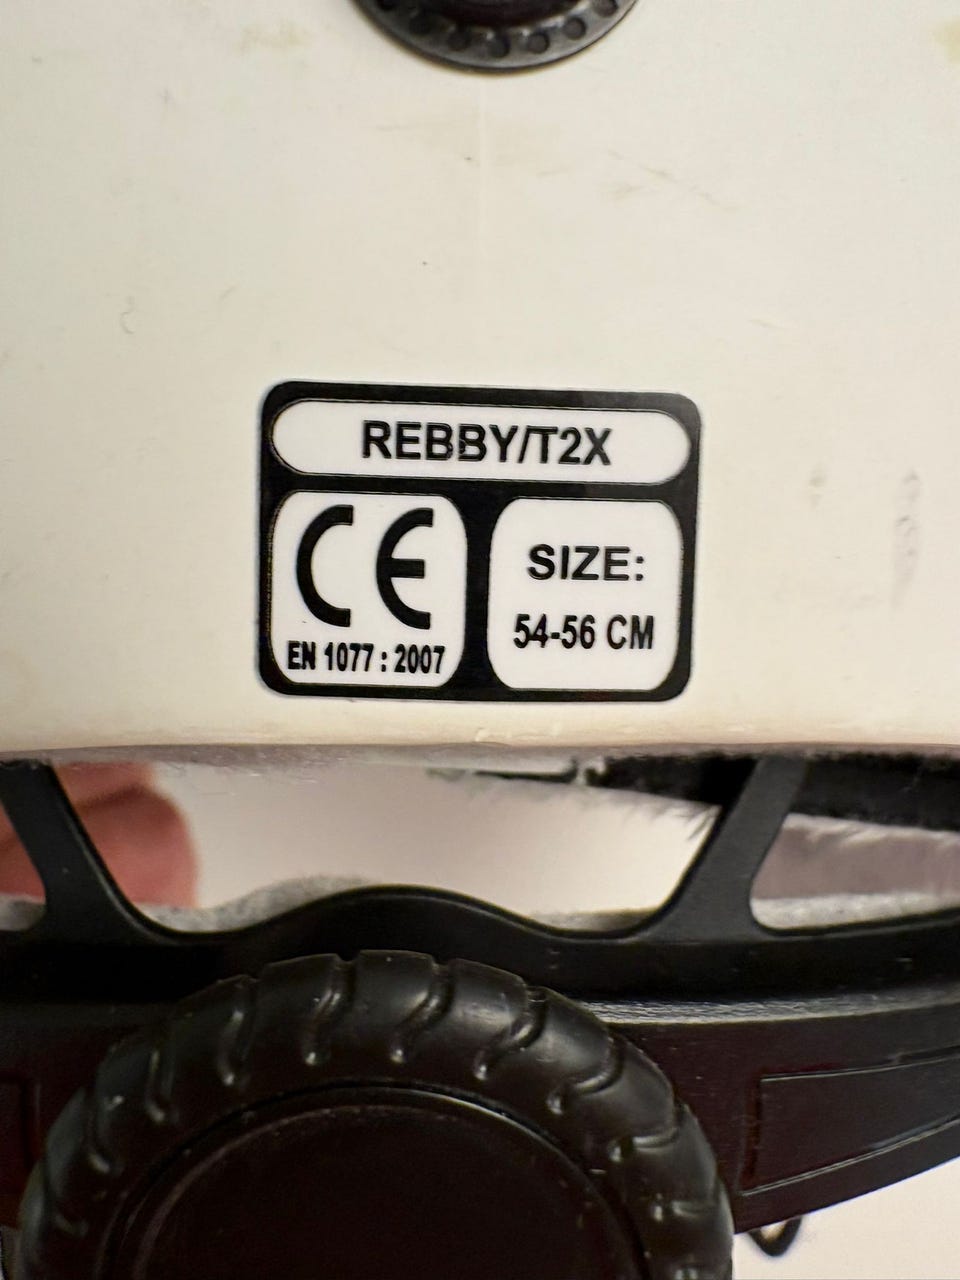 REBBY/T2X
CE
EN 1077 : 2007
SIZE:
54-56 CM